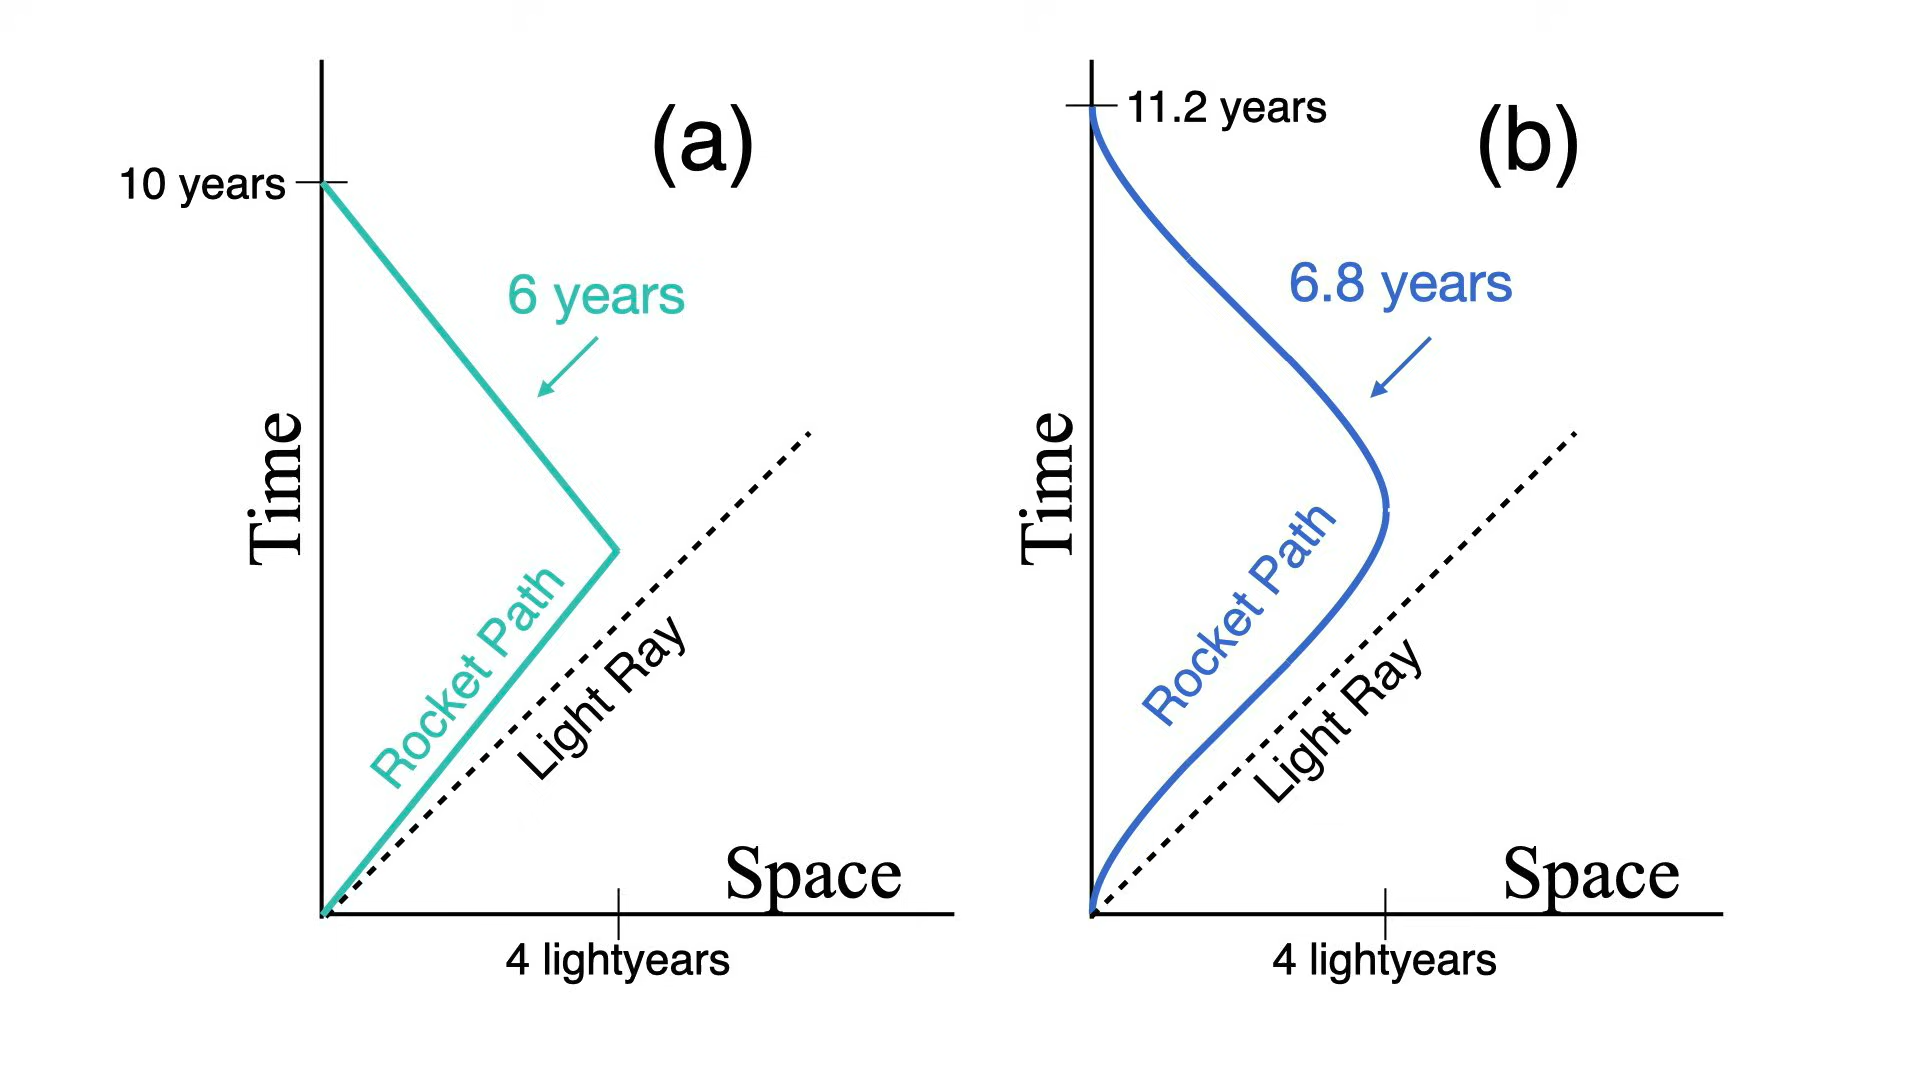 (a)
10 years
6 years
Time
Rocket Path
Light Ray
Space
4 lightyears
(b)
11.2 years
6.8 years
Time
Rocket Path
Light Ray
Space
4 lightyears